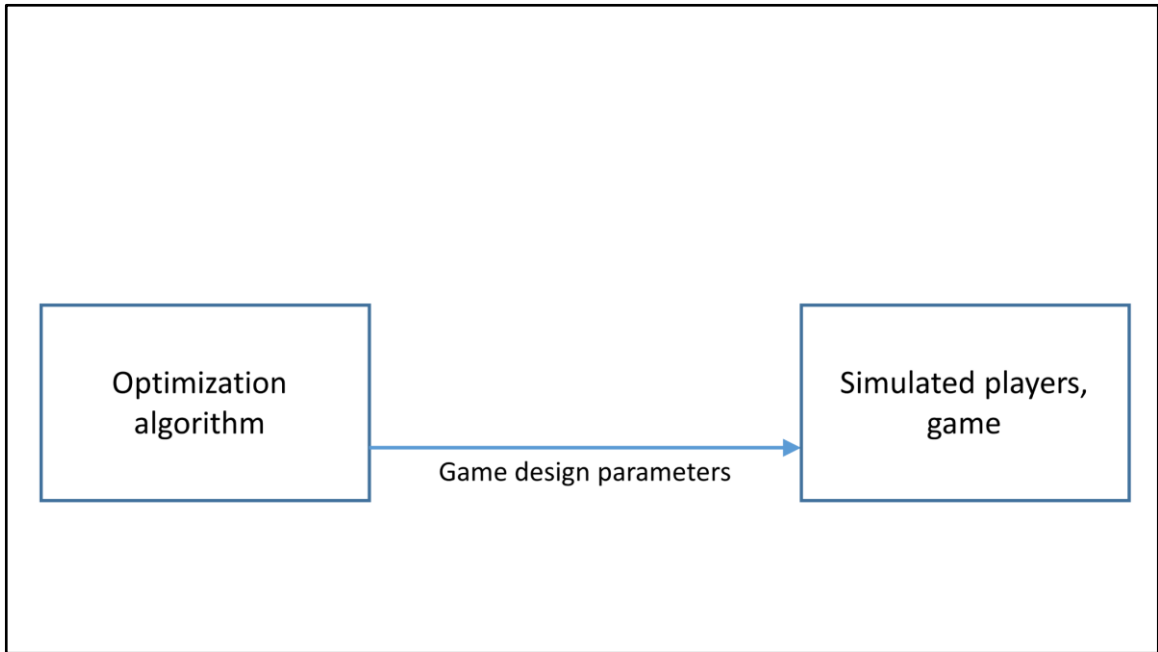 Optimization
algorithm
Game design parameters
Simulated players,
game